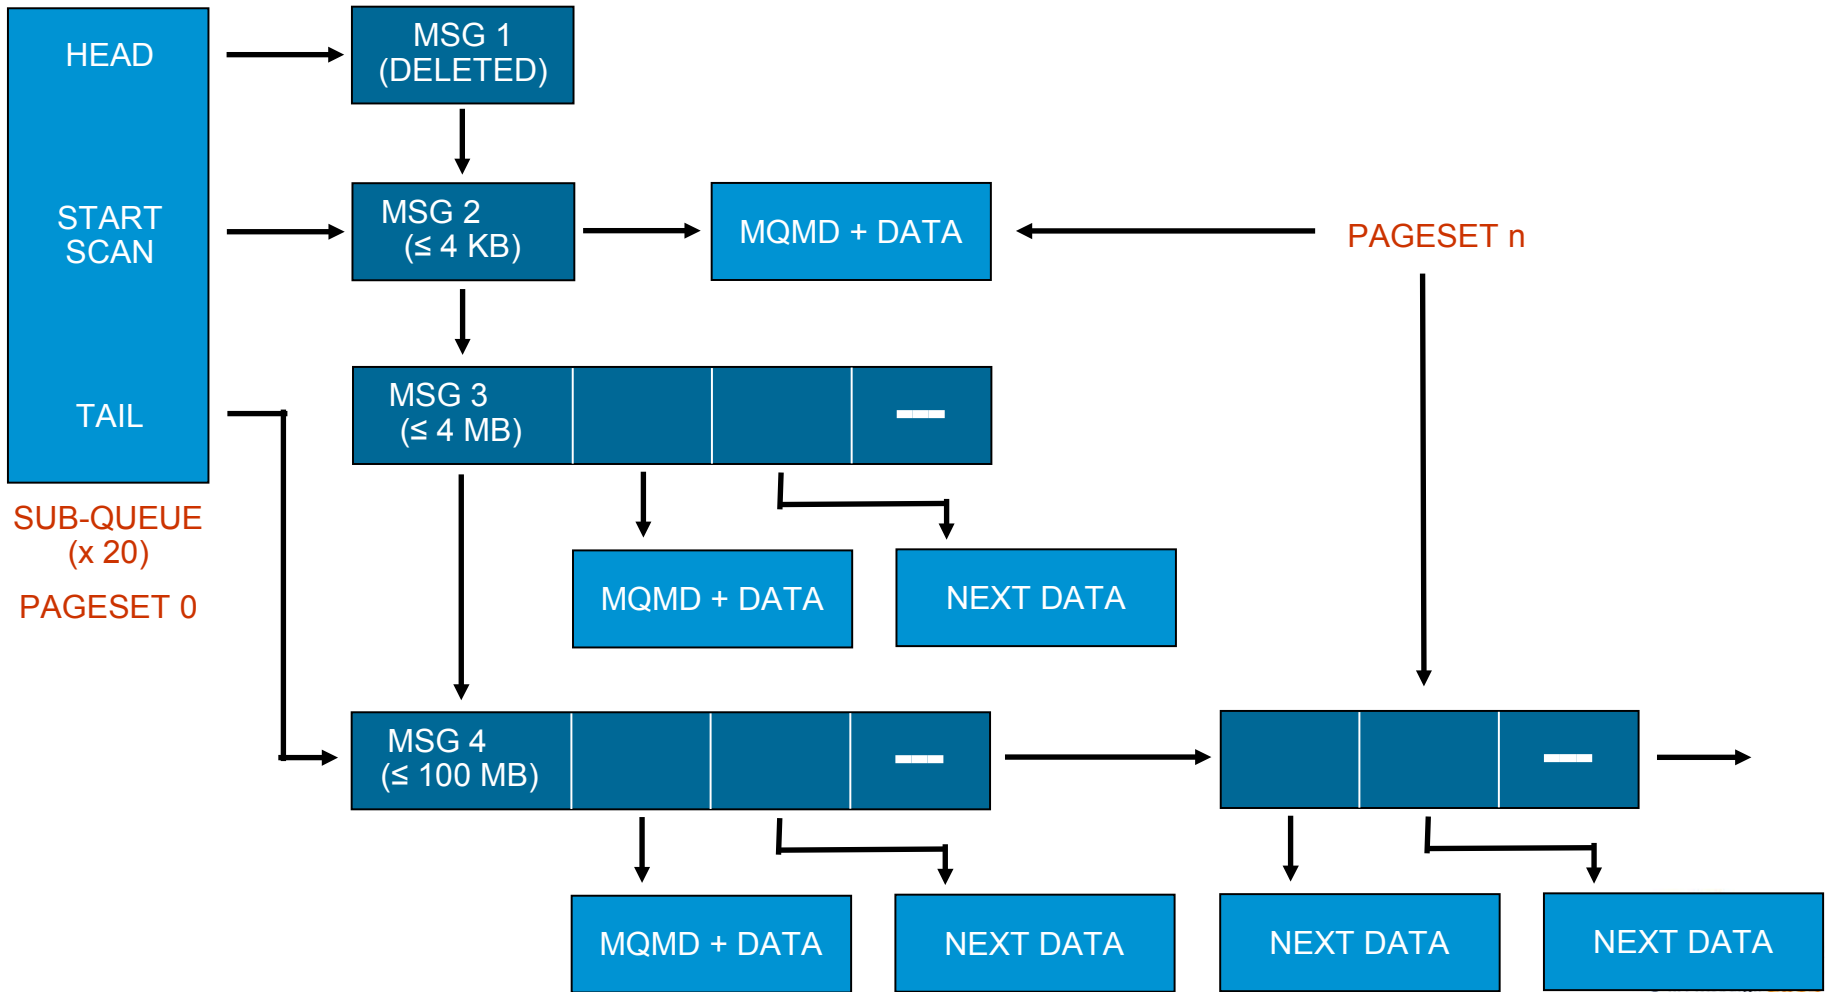 HEAD
MSG 1
(DELETED)
START
SCAN
MSG 2
(≤ 4 KB)
MQMD + DATA
PAGESET n
TAIL
MSG 3
(≤ 4 MB)
SUB-QUEUE
(x 20)
PAGESET 0
MQMD + DATA
NEXT DATA
MSG 4
(≤ 100 MB)
MQMD + DATA
NEXT DATA
NEXT DATA
NEXT DATA